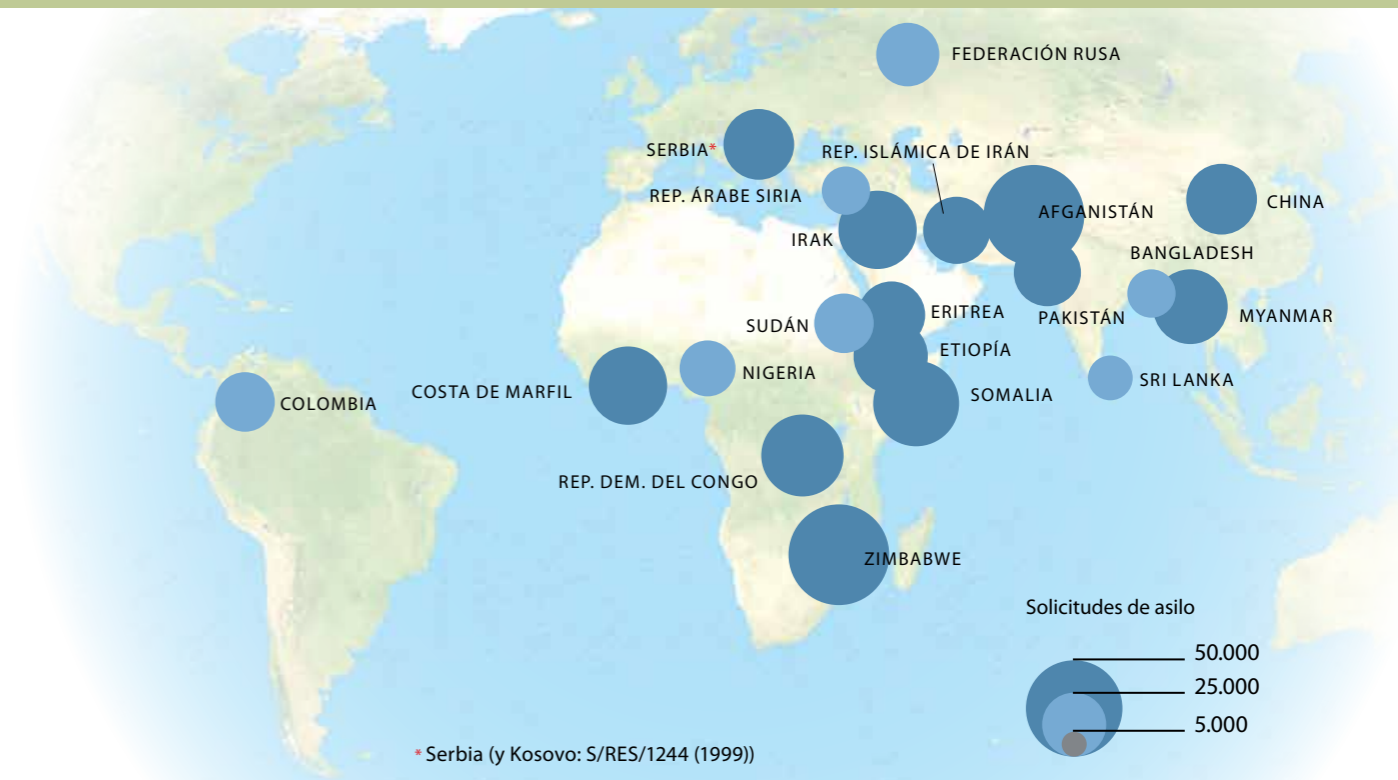 FEDERACIÓN RUSA
SERBIA*
REP. ISLÁMICA DE IRÁN
REP. ÁRABE SIRIA
AFGANISTÁN
CHINA
IRAK
BANGLADESH
SUDÁN
ERITREA
PAKISTÁN
MYANMAR
ETIOPÍA
NIGERIA
SRI LANKA
COSTA DE MARFIL
SOMALIA
COLOMBIA
REP. DEM. DEL CONGO
ZIMBABWE
Solicitudes de asilo
50.000
25.000
5.000
* Serbia (y Kosovo: S/RES/1244 (1999))